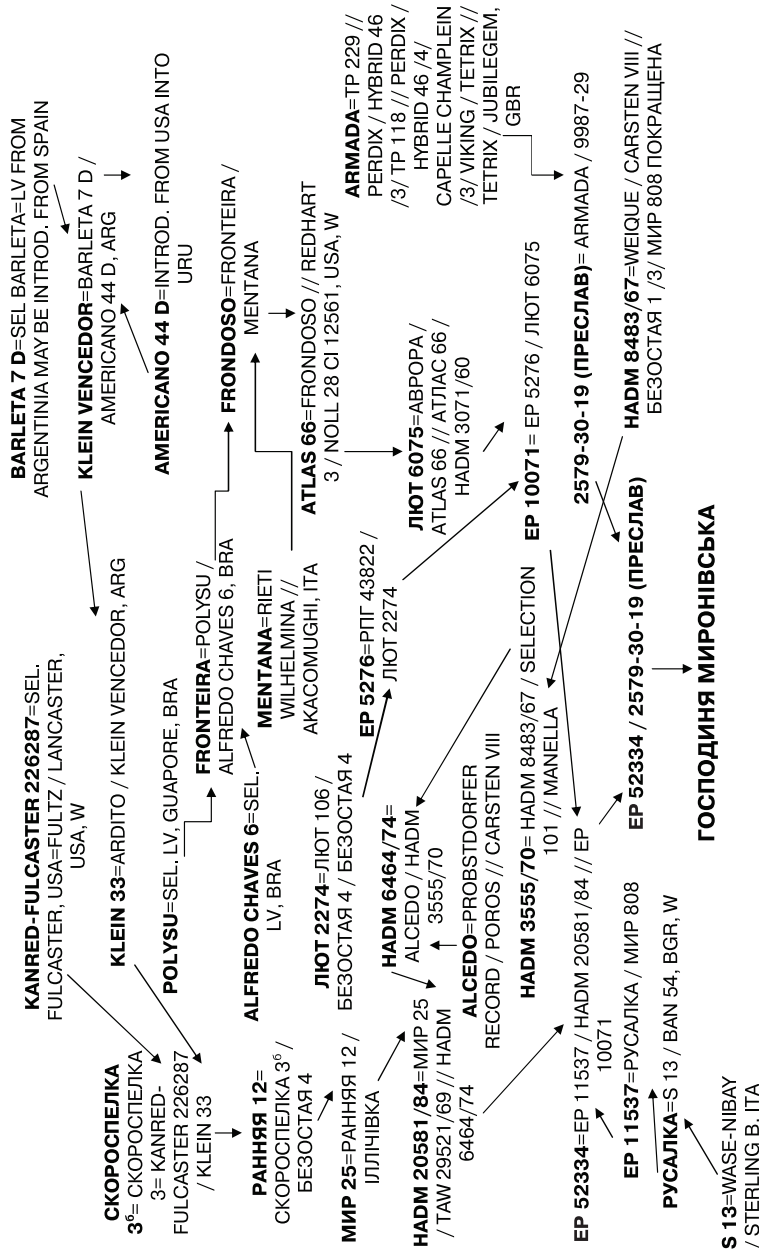 КАNRED-FULCASTER 226287=SEL.
FULCASTER, USA=FULTZ / LANCASTER,
USA, W
BARLETA 7 D=SEL BARLETA=LV FROM
ARGENTINIA MAY BE INTROD. FROM SPAIN
KLEIN VENCEDOR=BARLETA 7 D /
AMERICANO 44 D, ARG
AMERICANO 44 D=INTROD. FROM USA INTO
URU
KLEIN 33=ARDITO / KLEIN VENCEDOR, ARG
POLYSU=SEL. LV, GUAPORE, BRA
СКОРОСПЕЛКА
3б= СКОРОСПЕЛКА
3= KANRED-
FULCASTER 226287
/ KLEIN 33
FRONTEIRA=POLYSU /
ALFREDO CHAVES 6, BRA
FRONDOSO=FRONTEIRA /
MENTANA
ALFREDO CHAVES 6=SEL.
LV, BRA
MENTANA=RIETI
WILHELMINA //
AKACOMUGHI, ITA
ATLAS 66=FRONDOSO // REDHART
3 / NOLL 28 CI 12561, USA, W
ARMADA=TP 229 //
PERDIX / HYBRID 46
/3/ TP 118 // PERDIX /
HYBRID 46 /4/
CAPELLE CHAMPLEIN
/3/ VIKING / TETRIX //
TETRIX / JUBILEGEM,
GBR
РАННЯЯ 12=
СКОРОСПЕЛКА 3б /
БЕЗОСТАЯ 4
ЛЮТ 2274=ЛЮТ 106 /
БЕЗОСТАЯ 4 / БЕЗОСТАЯ 4
ЕР 5276=РПГ 43822 /
ЛЮТ 2274
ЛЮТ 6075=АВРОРА /
ATLAS 66 // АТЛАС 66 /
HADM 3071/60
МИР 25=РАННЯЯ 12 /
ІЛЛІЧІВКА
HADM 6464/74=
ALCEDO / HADM
3555/70
HADM 20581/84=МИР 25
/ TAW 29521/69 // HADM
6464/74
ALCEDO=PROBSTDORFER
RECORD / POROS // CARSTEN VIII
HADM 3555/70= HADM 8483/67 / SELECTION
101 // MANELLA
ЕР 10071= ЕР 5276 / ЛЮТ 6075
2579-30-19 (ПРЕСЛАВ)= ARMADA / 9987-29
HADM 8483/67=WEIQUE / CARSTEN VIII //
БЕЗОСТАЯ 1 /3/ МИР 808 ПОКРАЩЕНА
ЕР 52334=ЕР 11537 / HADM 20581/84 // ЕР
10071
ЕР 11537=РУСАЛКА / МИР 808
РУСАЛКА=S 13 / BAN 54, BGR, W
S 13=WASE-NIBAY
/ STERLING B, ITA
ЕР 52334 / 2579-30-19 (ПРЕСЛАВ)
ГОСПОДИНЯ МИРОНІВСЬКА